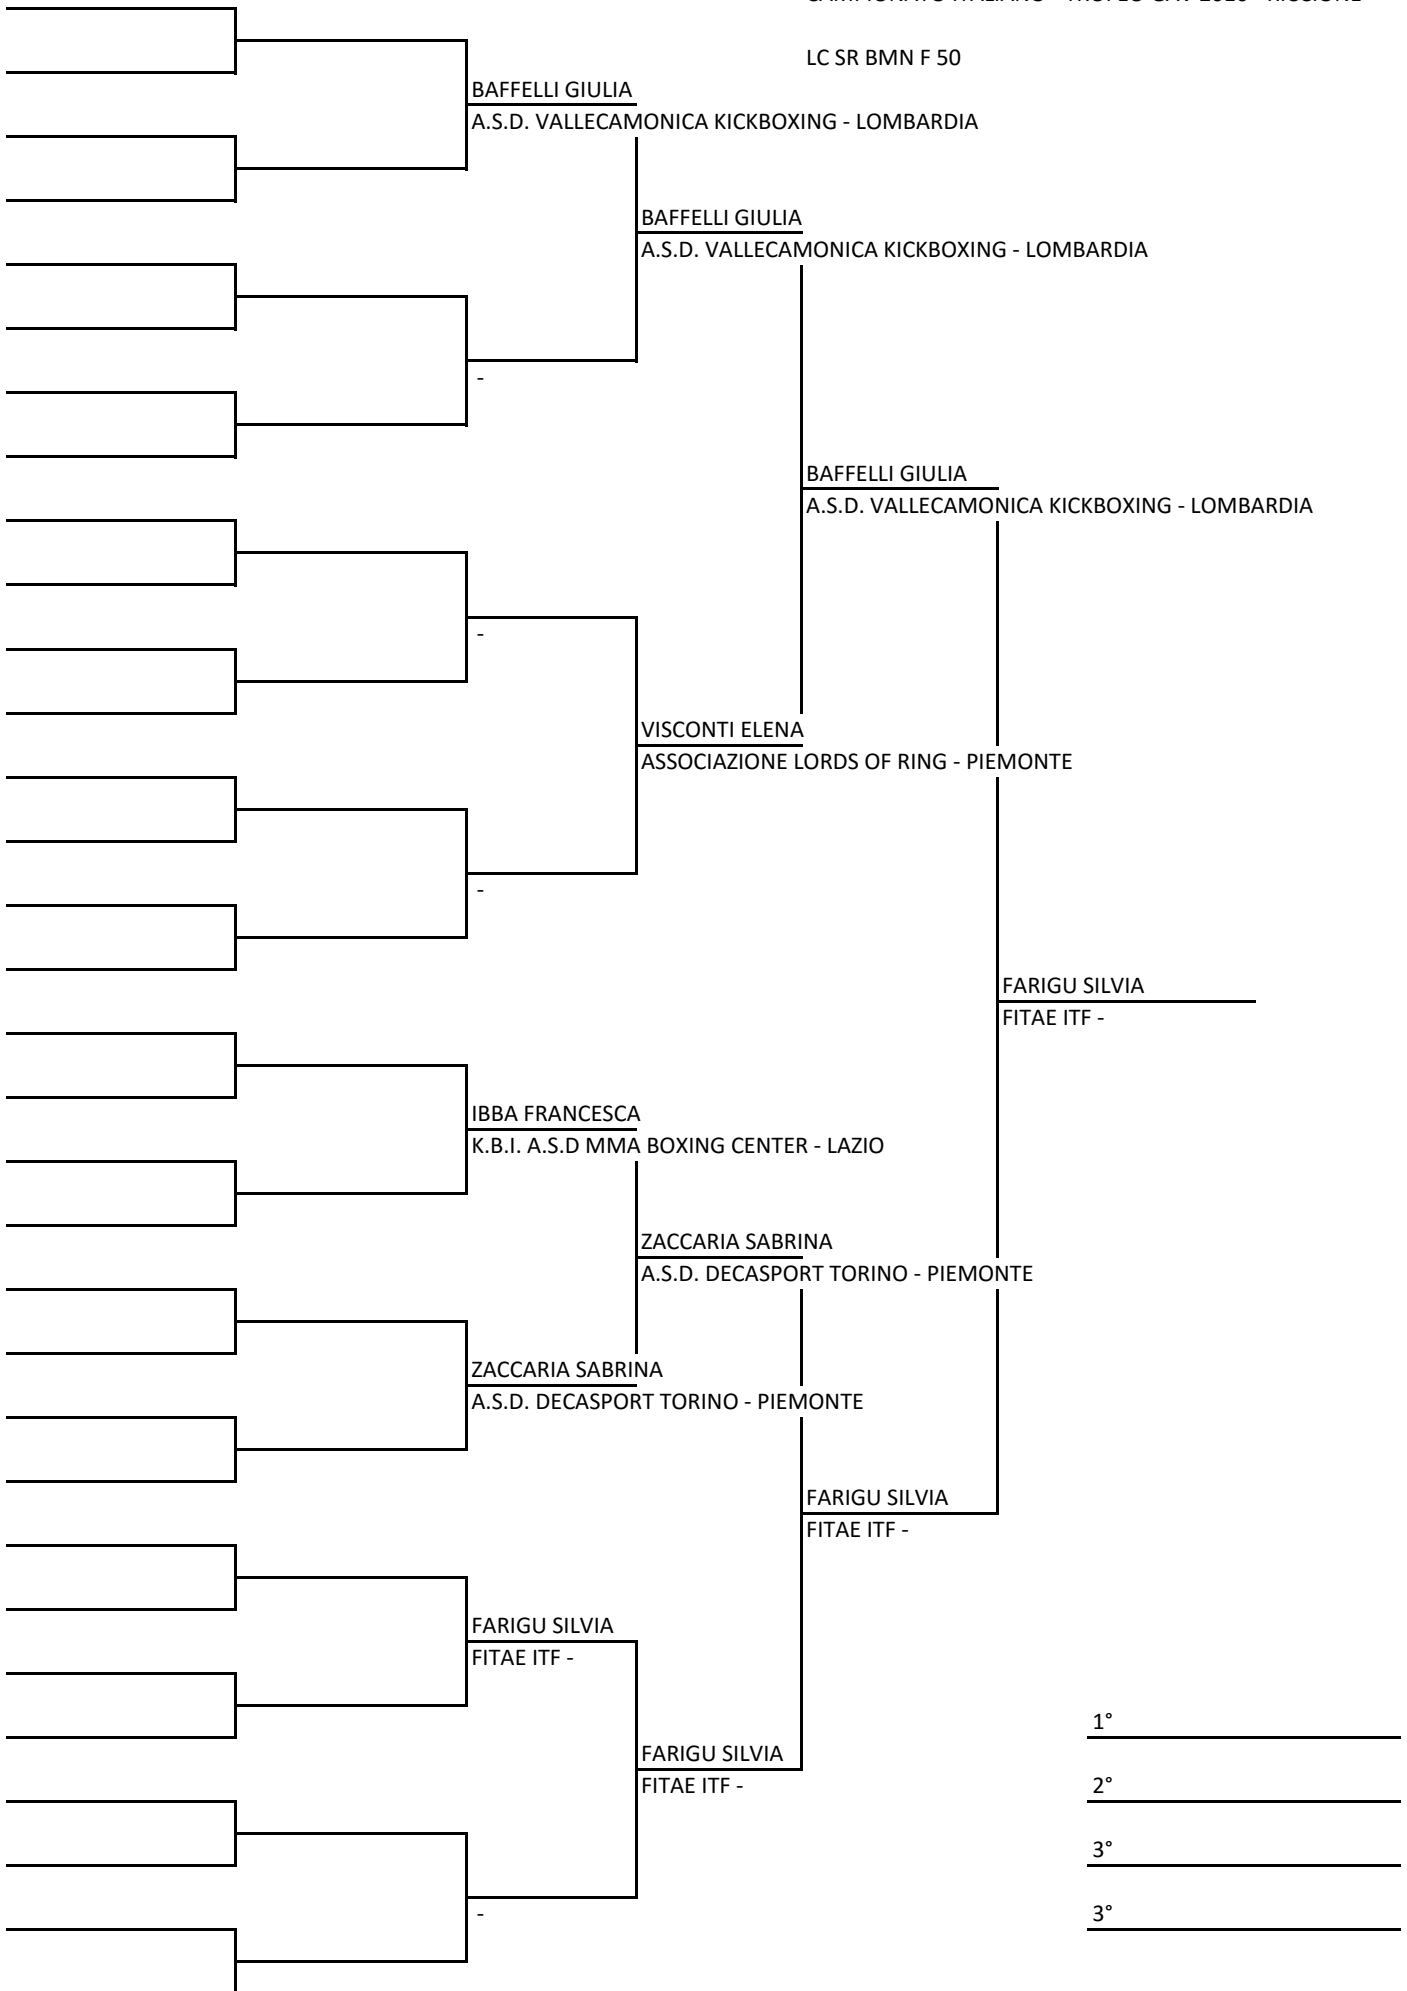 LC SR BMN F 50
BAFFELLI GIULIA
A.S.D. VALLECAMONICA KICKBOXING - LOMBARDIA
BAFFELLI GIULIA
A.S.D. VALLECAMONICA KICKBOXING - LOMBARDIA
-
BAFFELLI GIULIA
A.S.D. VALLECAMONICA KICKBOXING - LOMBARDIA
-
VISCONTI ELENA
ASSOCIAZIONE LORDS OF RING - PIEMONTE
-
FARIGU SILVIA
FITAE ITF -
IBBA FRANCESCA
K.B.I. A.S.D MMA BOXING CENTER - LAZIO
ZACCARIA SABRINA
A.S.D. DECASPORT TORINO - PIEMONTE
ZACCARIA SABRINA
A.S.D. DECASPORT TORINO - PIEMONTE
FARIGU SILVIA
FITAE ITF -
FARIGU SILVIA
FITAE ITF -
1°
FARIGU SILVIA
FITAE ITF -
2°
3°
-
3°